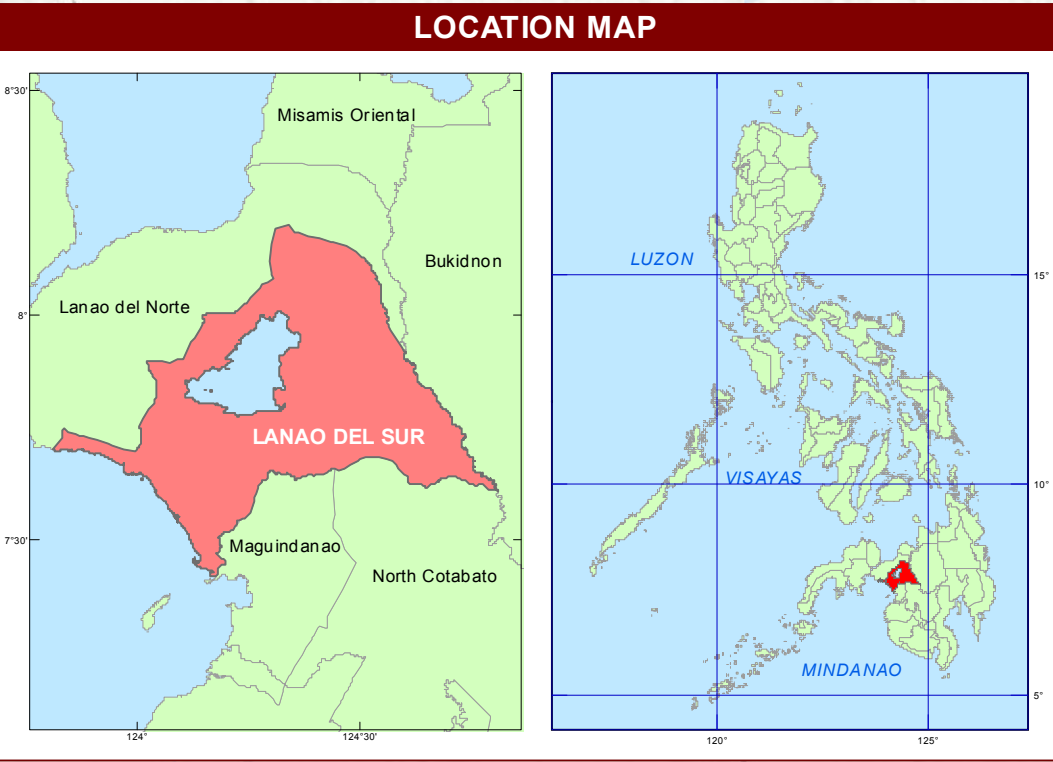 LOCATION MAP
8°30'
Misamis Oriental
Bukidnon
Lanao del Norte
8°
LANAO DEL SUR
7°30'
Maguindanao
North Cotabato
124°
124°30'
LUZON
15°
VISAYAS
10°
MINDANAO
5°
120°
125°